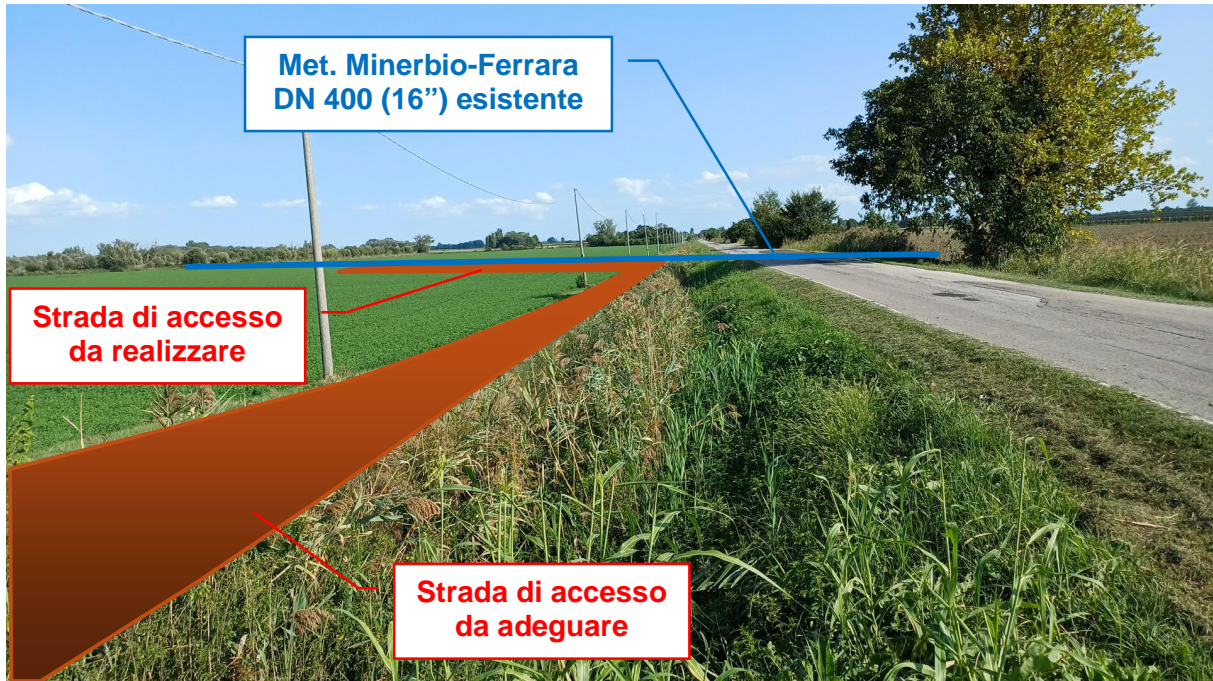 Met. Minerbio-Ferrara
DN 400 (16”) esistente
Strada di accesso
da realizzare
Strada di accesso
da adeguare